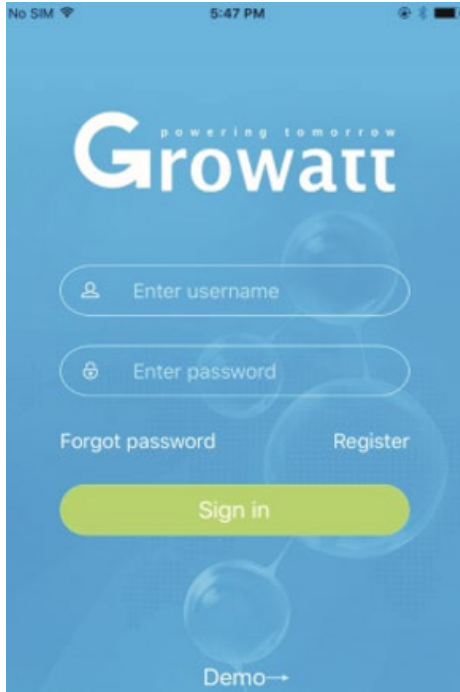 No SIM 5:47 PM
powering tomorrow
Growatt
Enter username
Enter password
Forgot password Register
Sign in
Demo→